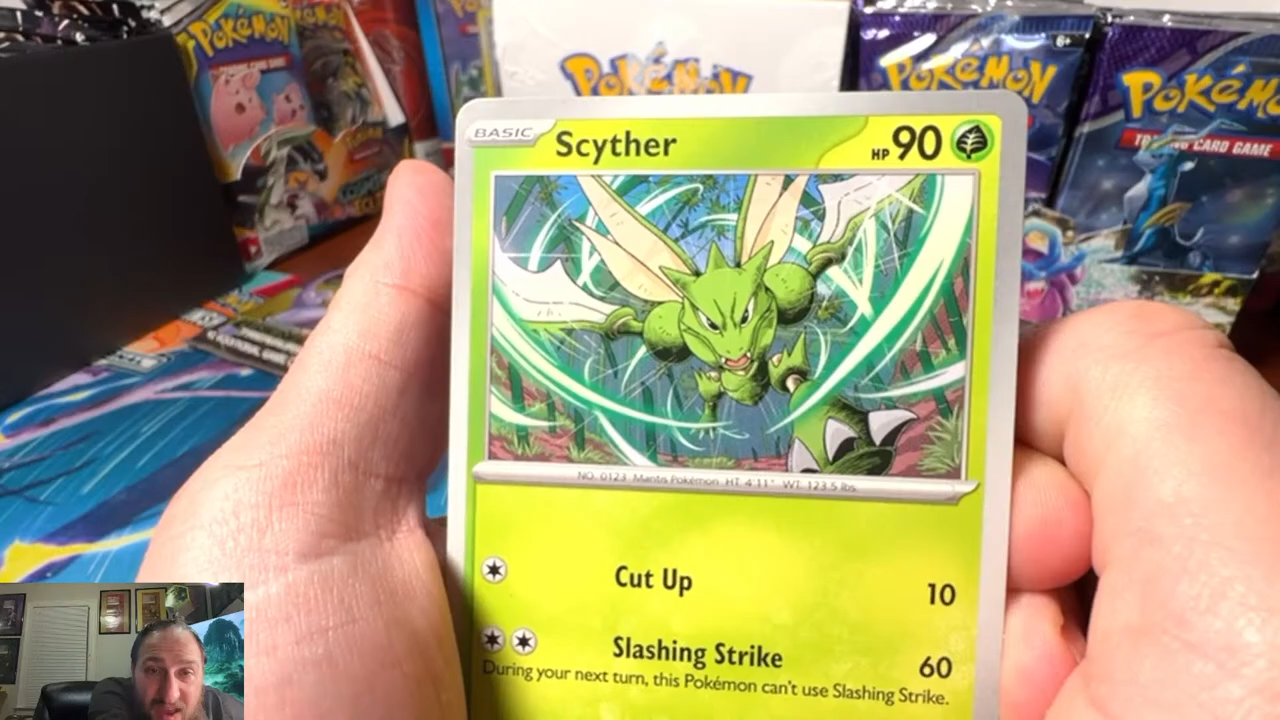 Pokémon
Pokémon
Pokémon
Pokémon
6+
TRADING CARD GAME
BASIC
Scyther
HP 90
NO. 0123 Mantis Pokémon HT: 4'11" WT: 123.5 lbs.
Cut Up 10
Slashing Strike 60
During your next turn, this Pokémon can't use Slashing Strike.